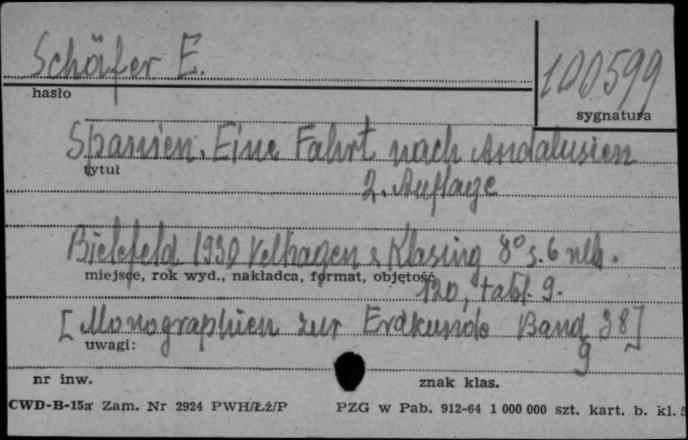 Schäfer E.
hasło
100599
sygnatura
Spanien. Eine Fahrt nach Andalusien
tytuł
2. Auflage
Bielefeld 1930 Velhagen & Klasing 8° s. 6 nlb.
miejsce, rok wyd., nakładca, format, objętość
120, tabl. 9.
[Monographien zur Erdkunde Band 38]
uwagi:
9
nr inw.
znak klas.
CWD-B-15a Zam. Nr 2924 PWH/Łź/P PZG w Pab. 912-64 1 000 000 szt. kart. b. kl. 5